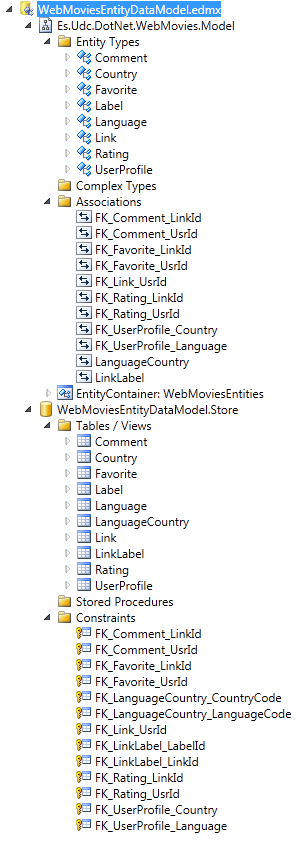 WebMoviesEntityDataModel.edmx
Es.Udc.DotNet.WebMovies.Model
Entity Types
Comment
Country
Favorite
Label
Language
Link
Rating
UserProfile
Complex Types
Associations
FK_Comment_LinkId
FK_Comment_UsrId
FK_Favorite_LinkId
FK_Favorite_UsrId
FK_Link_UsrId
FK_Rating_LinkId
FK_Rating_UsrId
FK_UserProfile_Country
FK_UserProfile_Language
LanguageCountry
LinkLabel
EntityContainer: WebMoviesEntities
WebMoviesEntityDataModel.Store
Tables / Views
Comment
Country
Favorite
Label
Language
LanguageCountry
Link
LinkLabel
Rating
UserProfile
Stored Procedures
Constraints
FK_Comment_LinkId
FK_Comment_UsrId
FK_Favorite_LinkId
FK_Favorite_UsrId
FK_LanguageCountry_CountryCode
FK_LanguageCountry_LanguageCode
FK_Link_UsrId
FK_LinkLabel_LabelId
FK_LinkLabel_LinkId
FK_Rating_LinkId
FK_Rating_UsrId
FK_UserProfile_Country
FK_UserProfile_Language